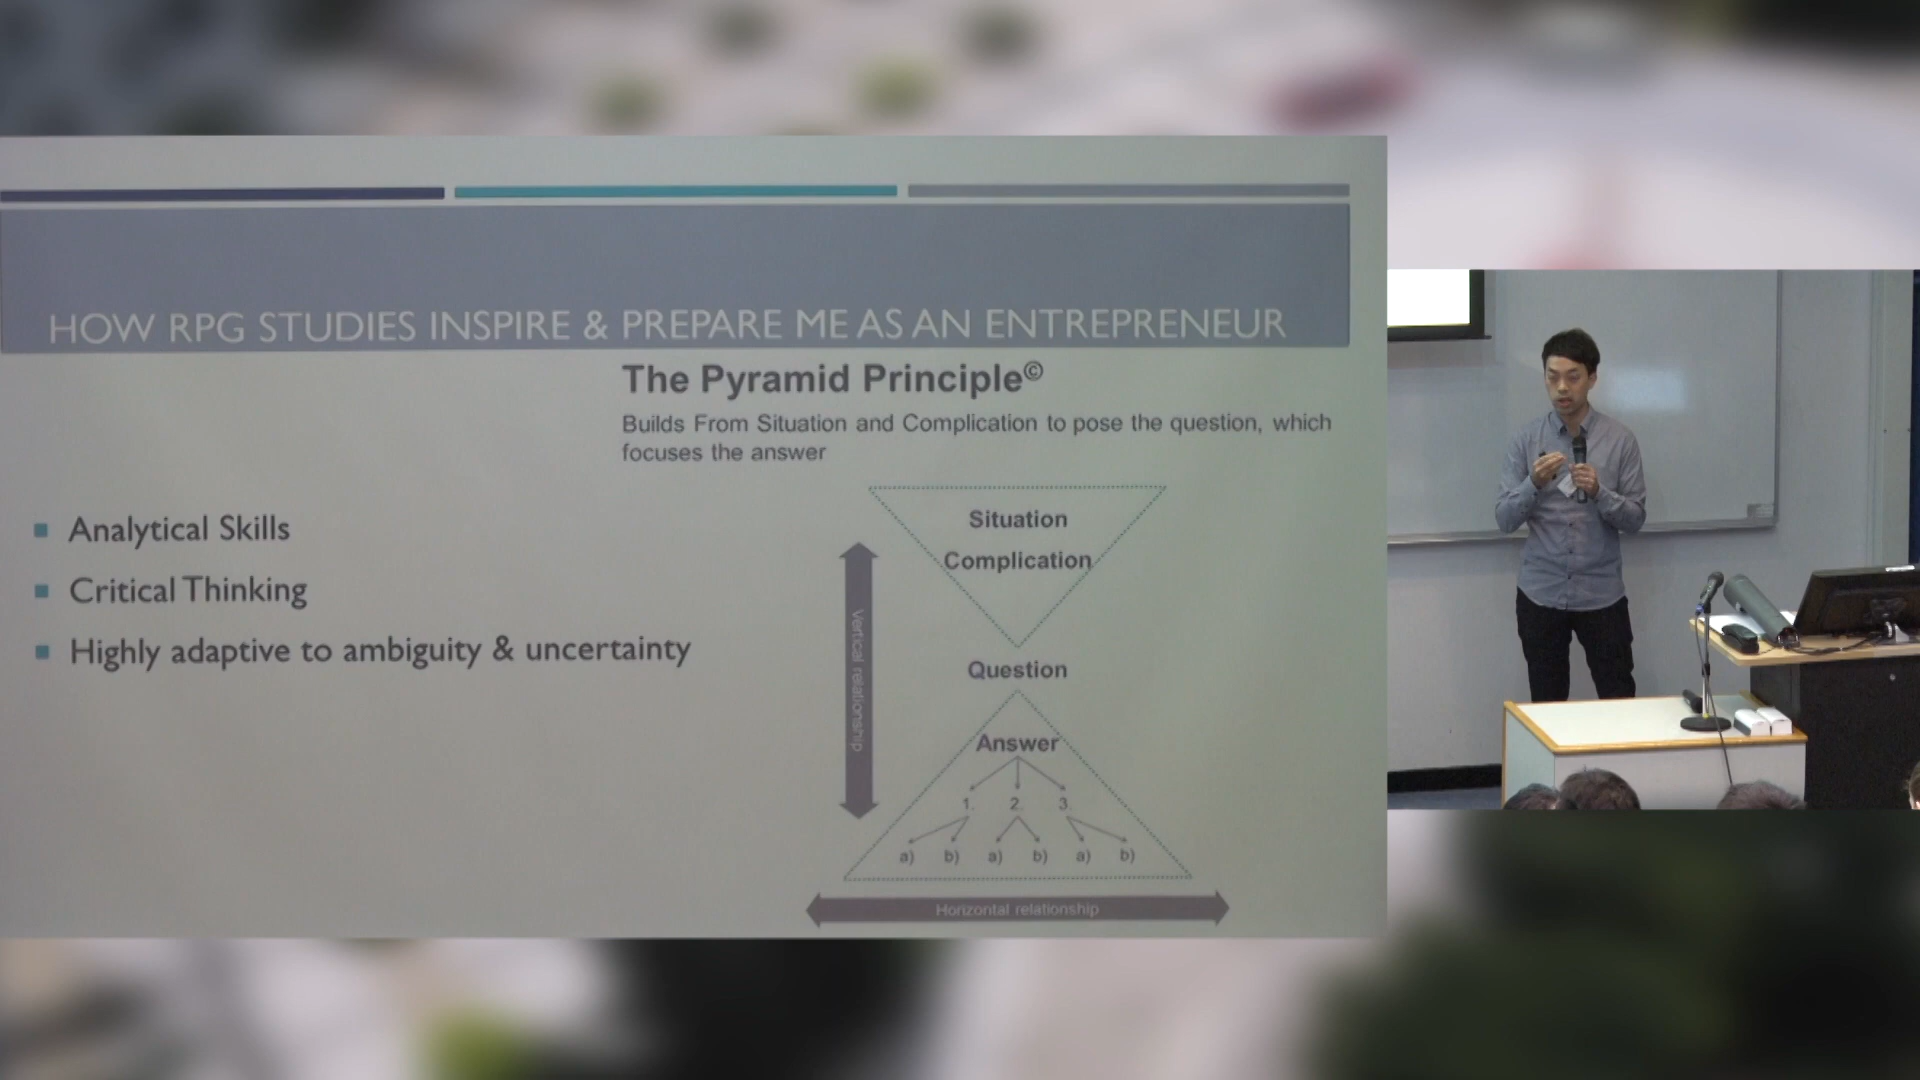 HOW RPG STUDIES INSPIRE & PREPARE ME AS AN ENTREPRENEUR
The Pyramid Principle©
Builds From Situation and Complication to pose the question, which
focuses the answer
Analytical Skills
Critical Thinking
Highly adaptive to ambiguity & uncertainty
Situation
Complication
Vertical relationship
Question
Answer
1. 2. 3.
a) b) a) b) a) b)
Horizontal relationship